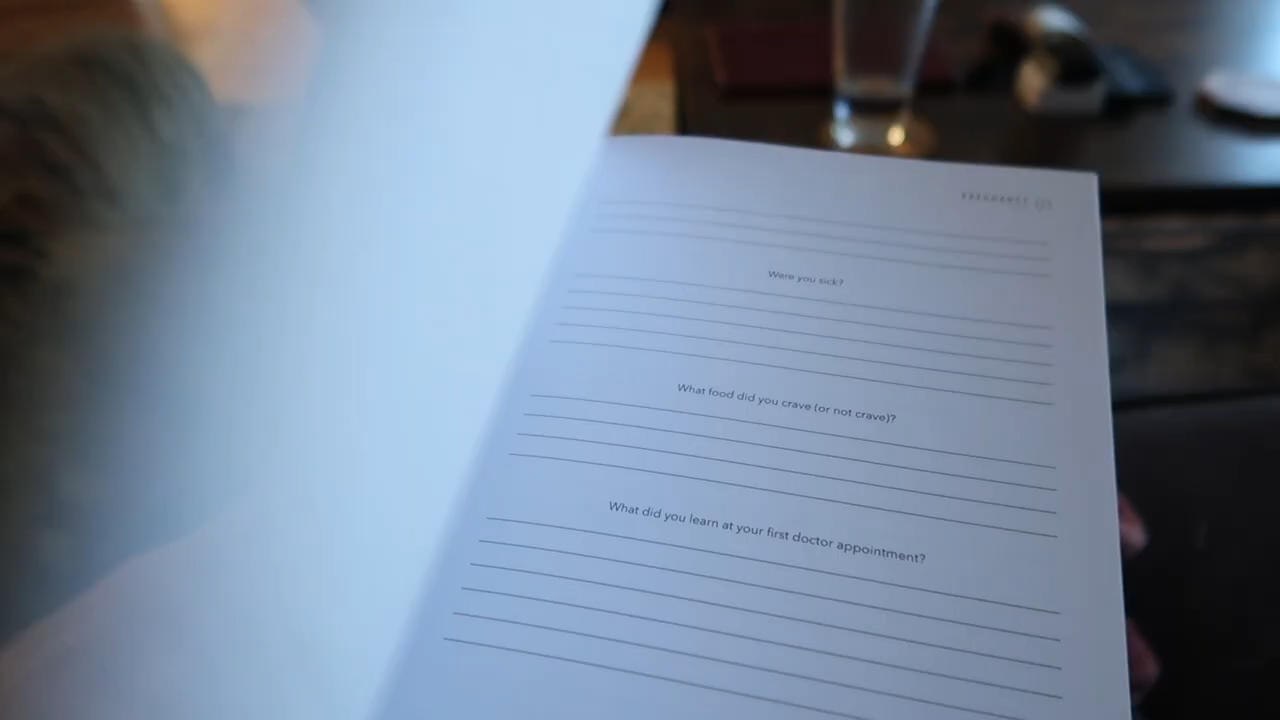 PREGNANCY
Were you sick?
What food did you crave (or not crave)?
What did you learn at your first doctor appointment?